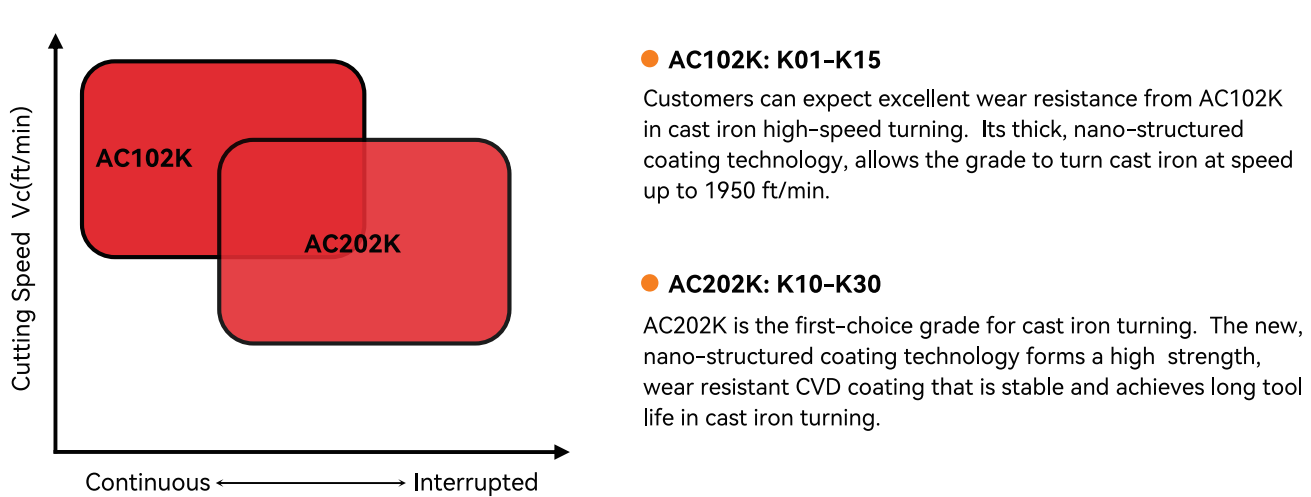 Cutting Speed Vc(ft/min)
AC102K
AC202K
Continuous
Interrupted
AC102K: K01-K15
Customers can expect excellent wear resistance from AC102K
in cast iron high-speed turning. Its thick, nano-structured
coating technology, allows the grade to turn cast iron at speed
up to 1950 ft/min.
AC202K: K10-K30
AC202K is the first-choice grade for cast iron turning. The new,
nano-structured coating technology forms a high strength,
wear resistant CVD coating that is stable and achieves long tool
life in cast iron turning.